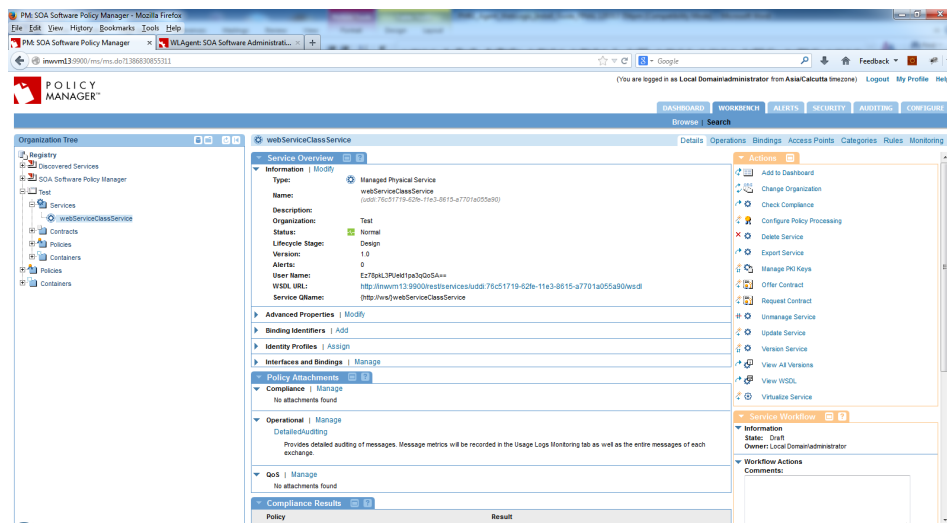 PM: SOA Software Policy Manager - Mozilla Firefox
File Edit View History Bookmarks Tools Help
PM: SOA Software Policy Manager × WLAgent: SOA Software Administrati... × +
inwvm13:9900/ms/ms.do?1386830855311
Google
Feedback
POLICY
MANAGER™
(You are logged in as Local Domain\administrator from Asia/Calcutta timezone) Logout My Profile Help
DASHBOARD WORKBENCH ALERTS SECURITY AUDITING CONFIGURE
Browse | Search
Organization Tree
Registry
Discovered Services
SOA Software Policy Manager
Test
Services
webServiceClassService
Contracts
Policies
Containers
Policies
Containers
webServiceClassService
Details Operations Bindings Access Points Categories Rules Monitoring
Service Overview
Information | Modify
Type: Managed Physical Service
Name: webServiceClassService
(uddi:76c51719-62fe-11e3-8615-a7701a055a90)
Description:
Organization: Test
Status: Normal
Lifecycle Stage: Design
Version: 1.0
Alerts: 0
User Name: Ez78pkL3PUeld1pa3qQoSA==
WSDL URL: http://inwvm13:9900/rest/services/uddi:76c51719-62fe-11e3-8615-a7701a055a90/wsdl
Service QName: {http://ws/}webServiceClassService
Advanced Properties | Modify
Binding Identifiers | Add
Identity Profiles | Assign
Interfaces and Bindings | Manage
Policy Attachments
Compliance | Manage
No attachments found
Operational | Manage
DetailedAuditing
Provides detailed auditing of messages. Message metrics will be recorded in the Usage Logs Monitoring tab as well as the entire messages of each
exchange.
QoS | Manage
No attachments found
Compliance Results
Policy Result
Actions
Add to Dashboard
Change Organization
Check Compliance
Configure Policy Processing
Delete Service
Export Service
Manage PKI Keys
Offer Contract
Request Contract
Unmanage Service
Update Service
Version Service
View All Versions
View WSDL
Virtualize Service
Service Workflow
Information
State: Draft
Owner: Local Domain\administrator
Workflow Actions
Comments: